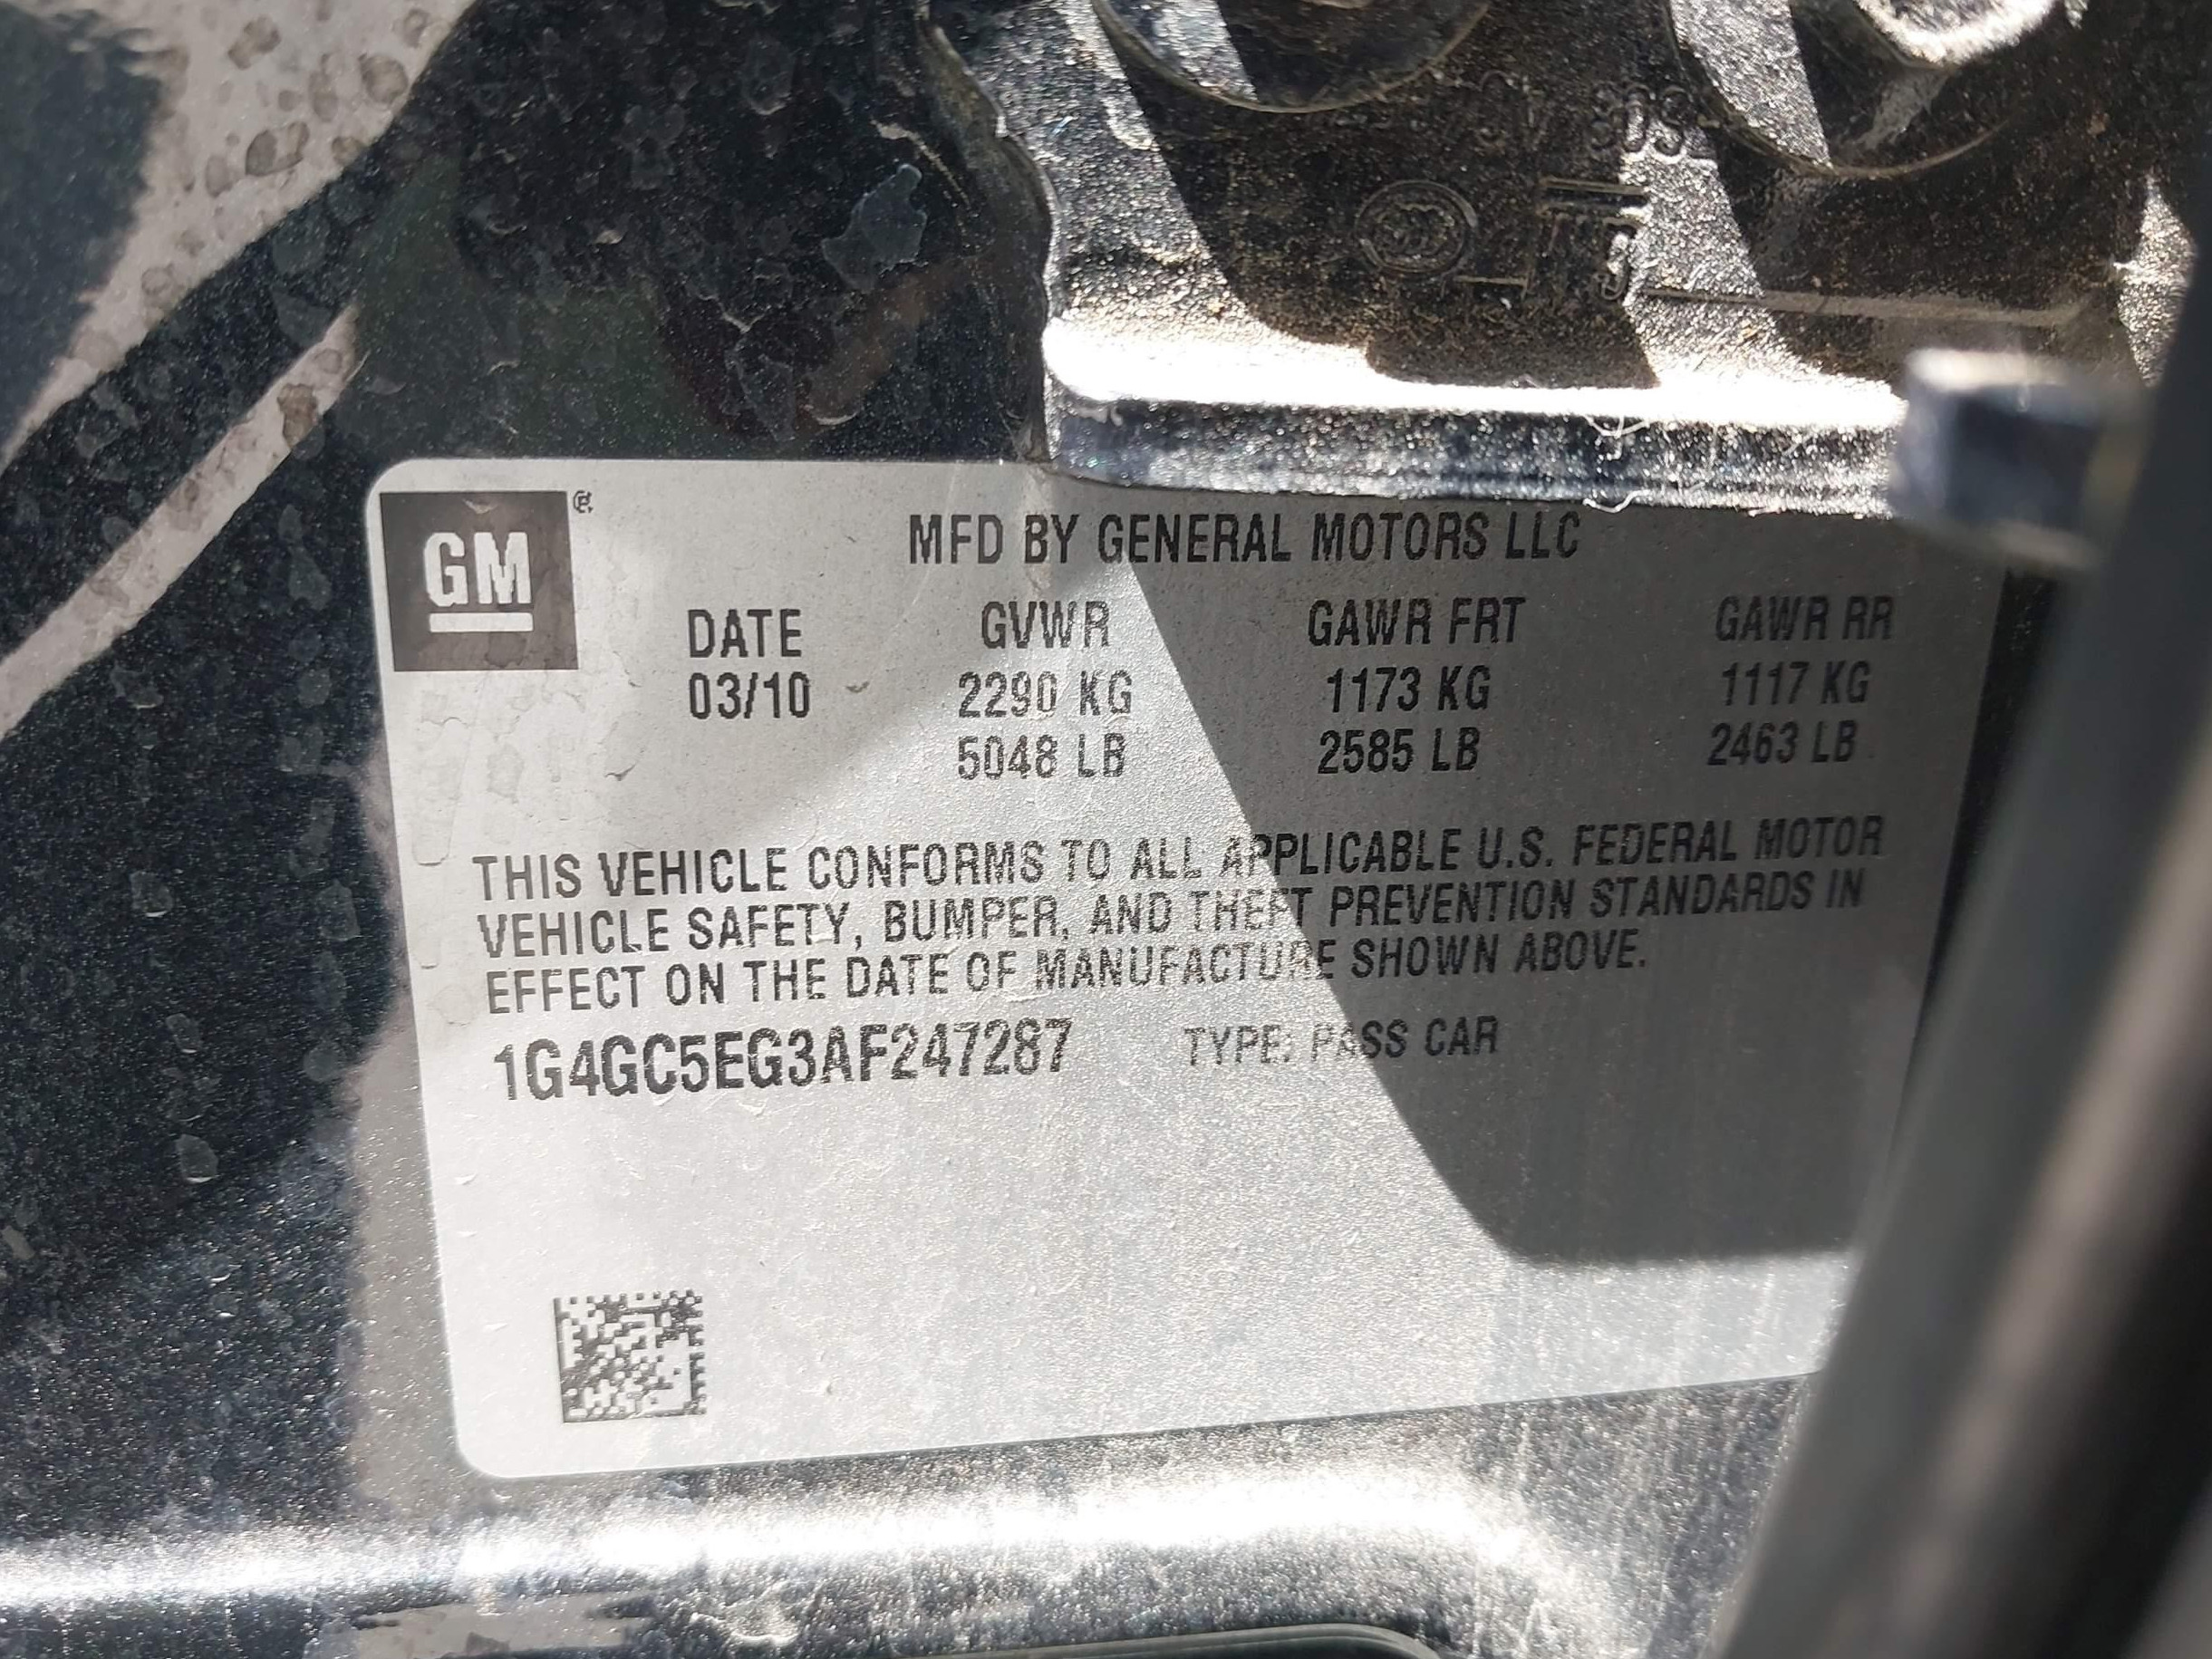 GM ®
MFD BY GENERAL MOTORS LLC
DATE GVWR GAWR FRT GAWR RR
03/10 2290 KG 1173 KG 1117 KG
5048 LB 2585 LB 2463 LB
THIS VEHICLE CONFORMS TO ALL APPLICABLE U.S. FEDERAL MOTOR
VEHICLE SAFETY, BUMPER, AND THEFT PREVENTION STANDARDS IN
EFFECT ON THE DATE OF MANUFACTURE SHOWN ABOVE.
1G4GC5EG3AF247287 TYPE: PASS CAR